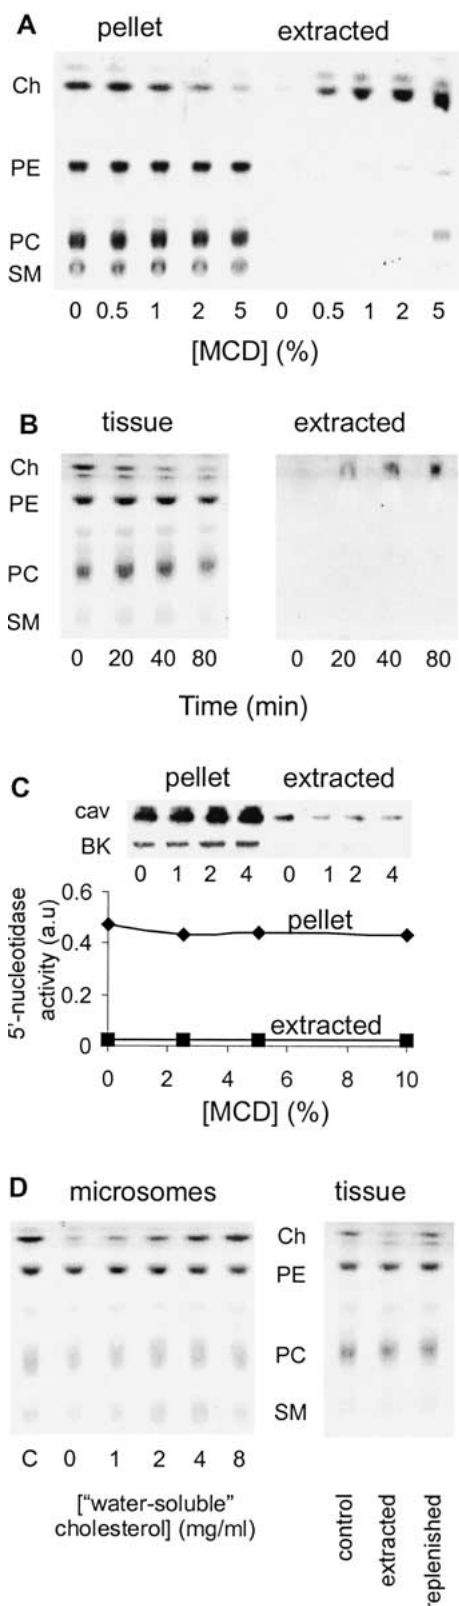 A
pellet extracted
Ch
PE
PC
SM
0 0.5 1 2 5 0 0.5 1 2 5
[MCD] (%)
B
tissue extracted
Ch
PE
PC
SM
0 20 40 80 0 20 40 80
Time (min)
C
pellet extracted
cav
BK
0 1 2 4 0 1 2 4
5'-nucleotidase
activity (a.u)
0.6
0.4
0.2
0
pellet
extracted
0 2 4 6 8 10
[MCD] (%)
D
microsomes tissue
Ch
PE
PC
SM
C 0 1 2 4 8
["water-soluble"
cholesterol] (mg/ml)
control
extracted
replenished